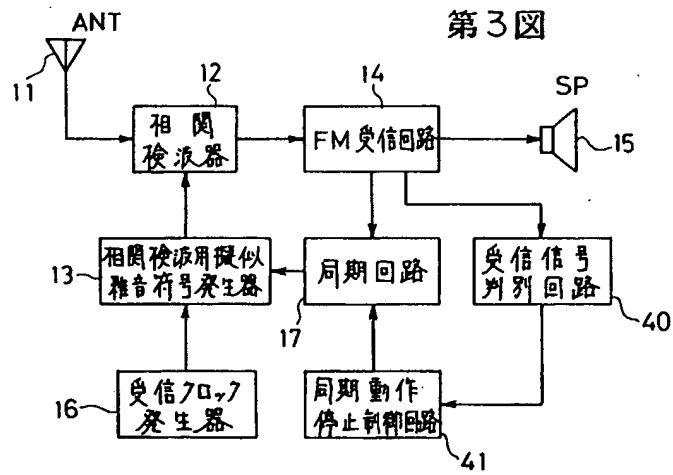 第3図
ANT
11
12
相関
検波器
14
FM受信回路
SP
15
相関検波用擬似
雑音符号発生器
13
同期回路
17
受信信号
判別回路
40
受信クロック
発生器
16
同期動作
停止制御回路
41